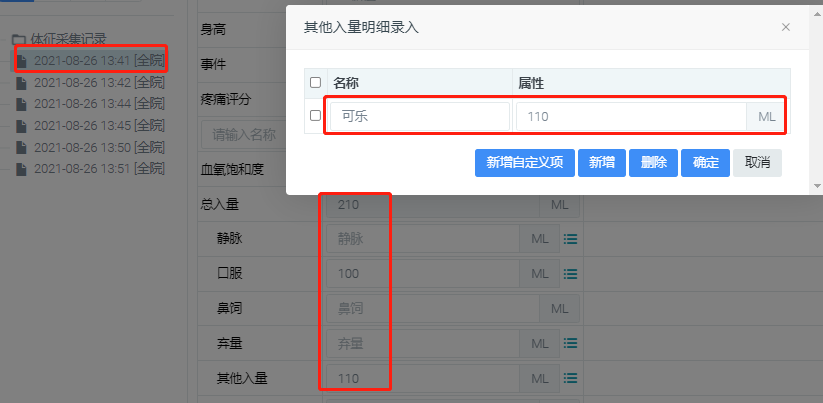 体征采集记录
2021-08-26 13:41 [全院]
2021-08-26 13:42 [全院]
2021-08-26 13:44 [全院]
2021-08-26 13:45 [全院]
2021-08-26 13:50 [全院]
2021-08-26 13:51 [全院]
身高
事件
疼痛评分
请输入名称
血氧饱和度
总入量 210 ML
静脉 静脉 ML
口服 100 ML
鼻饲 鼻饲 ML
弃量 弃量 ML
其他入量 110 ML
其他入量明细录入 ×
名称 属性
可乐 110 ML
新增自定义项 新增 删除 确定 取消